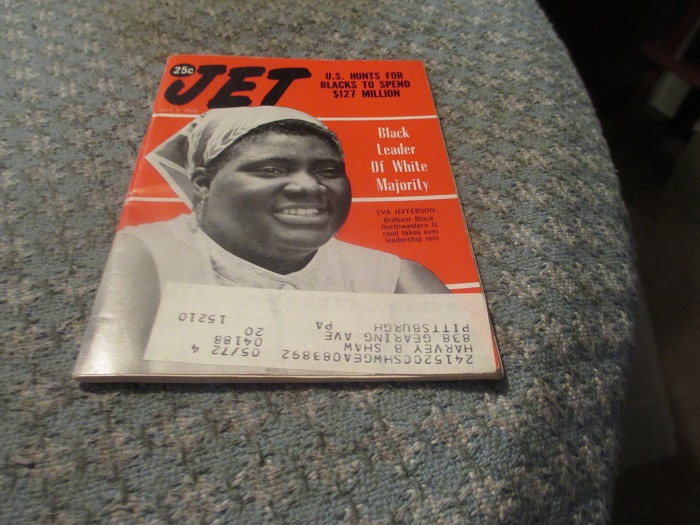 25c
JET
U.S. HUNTS FOR
BLACKS TO SPEND
$127 MILLION
Black
Leader
Of White
Majority
EVA JEFFERSON:
Brilliant Black
Northwestern U.
coed takes over
leadership role
241520CSHWGEA083892 05/72 4
HARVEY B SHAW 04188
838 GEARING AVE 20
PITTSBURGH PA 15210